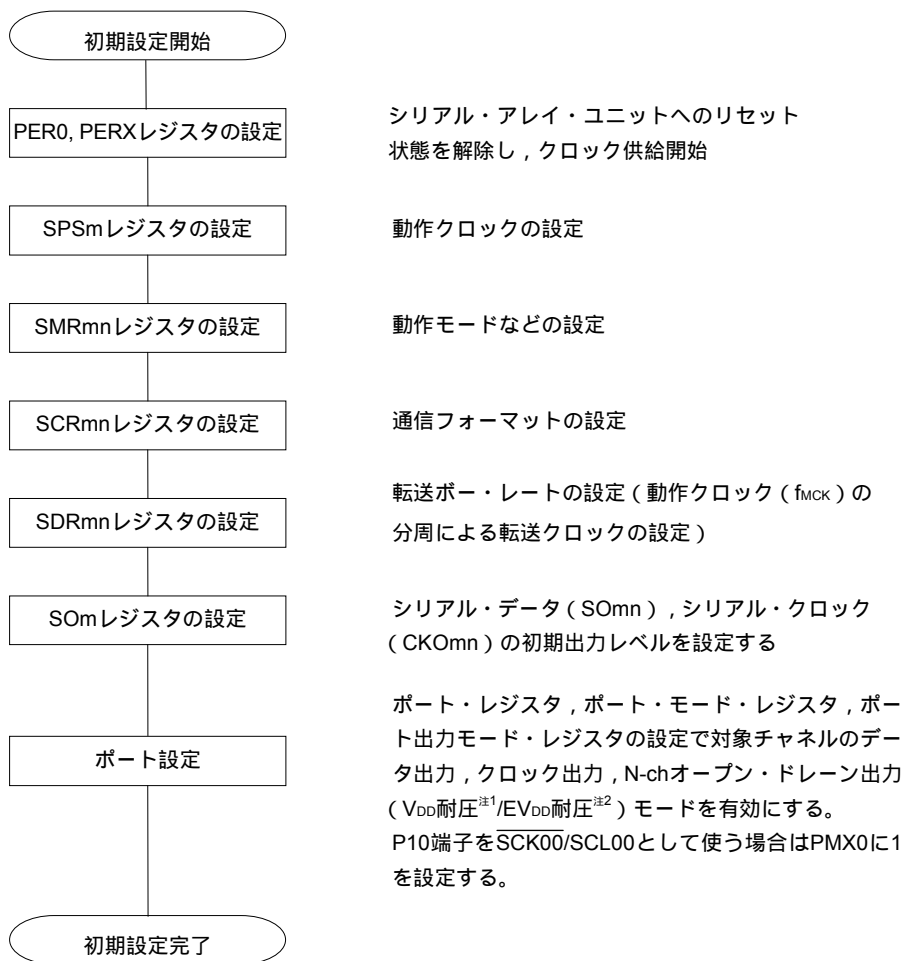 初期設定開始
PER0, PERXレジスタの設定
シリアル・アレイ・ユニットへのリセット
状態を解除し，クロック供給開始
SPSmレジスタの設定
動作クロックの設定
SMRmnレジスタの設定
動作モードなどの設定
SCRmnレジスタの設定
通信フォーマットの設定
SDRmnレジスタの設定
転送ボー・レートの設定（動作クロック（fMCK）の
分周による転送クロックの設定）
SOmレジスタの設定
シリアル・データ（SOmn），シリアル・クロック
（CKOmn）の初期出力レベルを設定する
ポート設定
ポート・レジスタ，ポート・モード・レジスタ，ポー
ト出力モード・レジスタの設定で対象チャネルのデー
タ出力，クロック出力，N-chオープン・ドレーン出力
（VDD耐圧注1/EVDD耐圧注2）モードを有効にする。
P10端子をSCK00/SCL00として使う場合はPMX0に1
を設定する。
初期設定完了